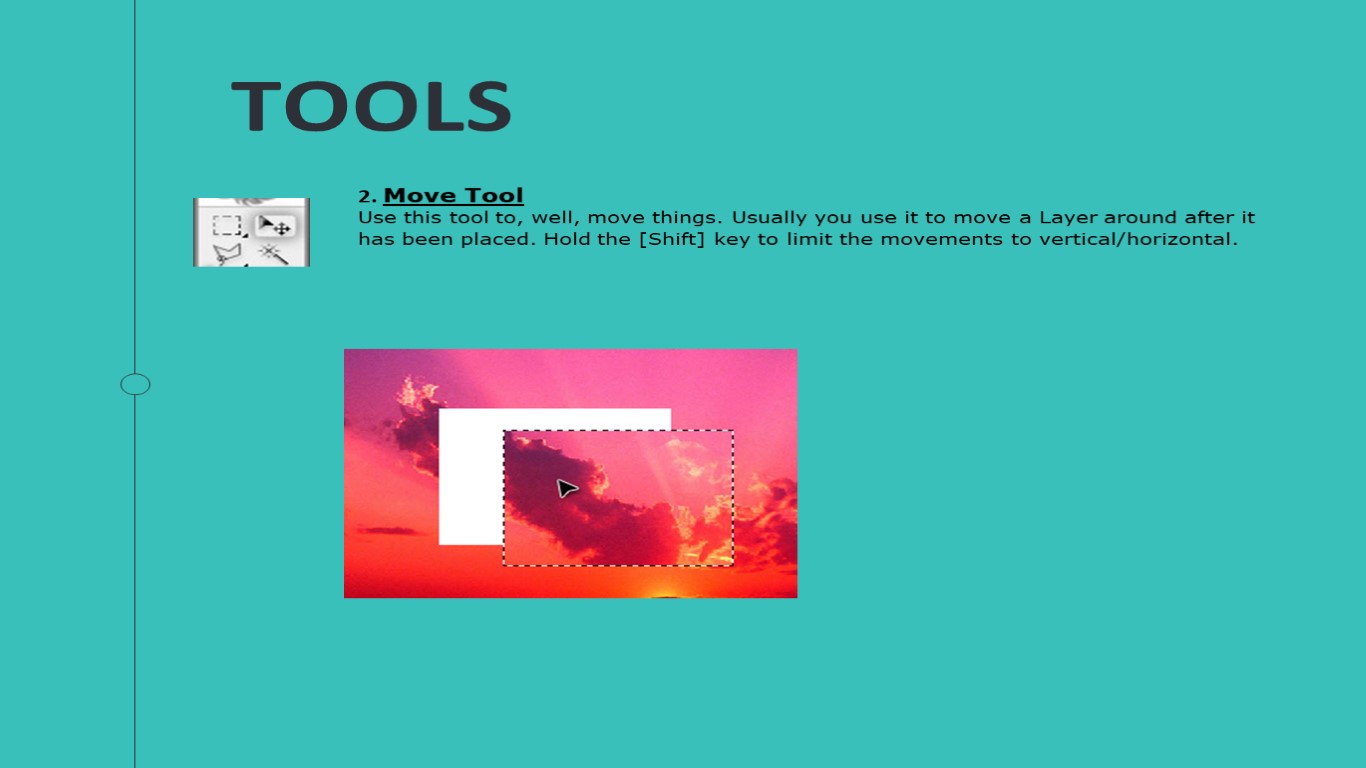 TOOLS
2. Move Tool
Use this tool to, well, move things. Usually you use it to move a Layer around after it
has been placed. Hold the [Shift] key to limit the movements to vertical/horizontal.